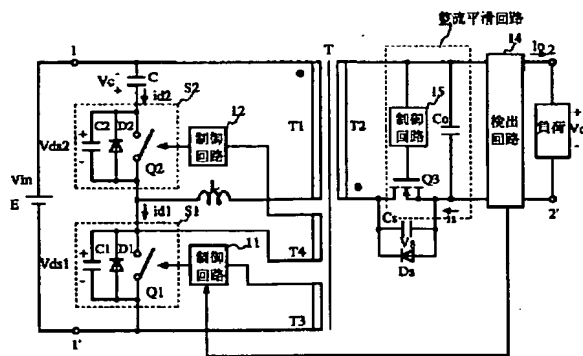 整流平滑回路
14
1
T
Io
2
Vc
-
+
C
id2
S2
12
制御
回路
T1
T2
15
制御
回路
Co
検出
回路
負荷
+
Vo
-
+
Vds2
-
C2
D2
Q2
L
Q3
Vin
E
id1
S1
11
Cs
Vs
Ds
is
2'
+
Vds1
-
C1
D1
Q1
制御
回路
T4
T3
1'